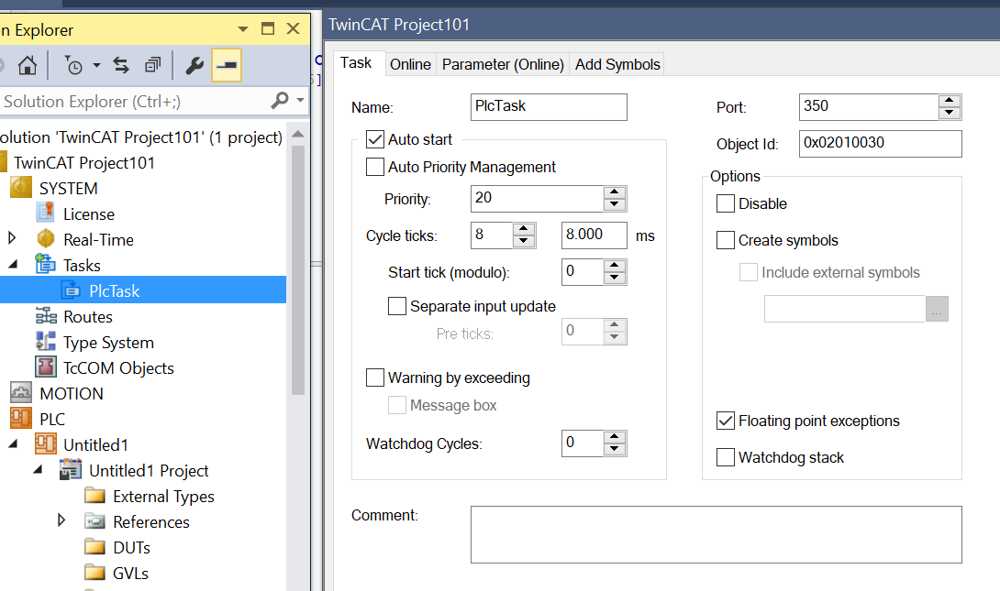 n Explorer
Solution Explorer (Ctrl+;)
olution 'TwinCAT Project101' (1 project)
TwinCAT Project101
SYSTEM
License
Real-Time
Tasks
PlcTask
Routes
Type System
TcCOM Objects
MOTION
PLC
Untitled1
Untitled1 Project
External Types
References
DUTs
GVLs
TwinCAT Project101
Task Online Parameter (Online) Add Symbols
Name: PlcTask
Auto start
Auto Priority Management
Priority: 20
Cycle ticks: 8 8.000 ms
Start tick (modulo): 0
Separate input update
Pre ticks: 0
Warning by exceeding
Message box
Watchdog Cycles: 0
Port: 350
Object Id: 0x02010030
Options
Disable
Create symbols
Include external symbols
...
Floating point exceptions
Watchdog stack
Comment: